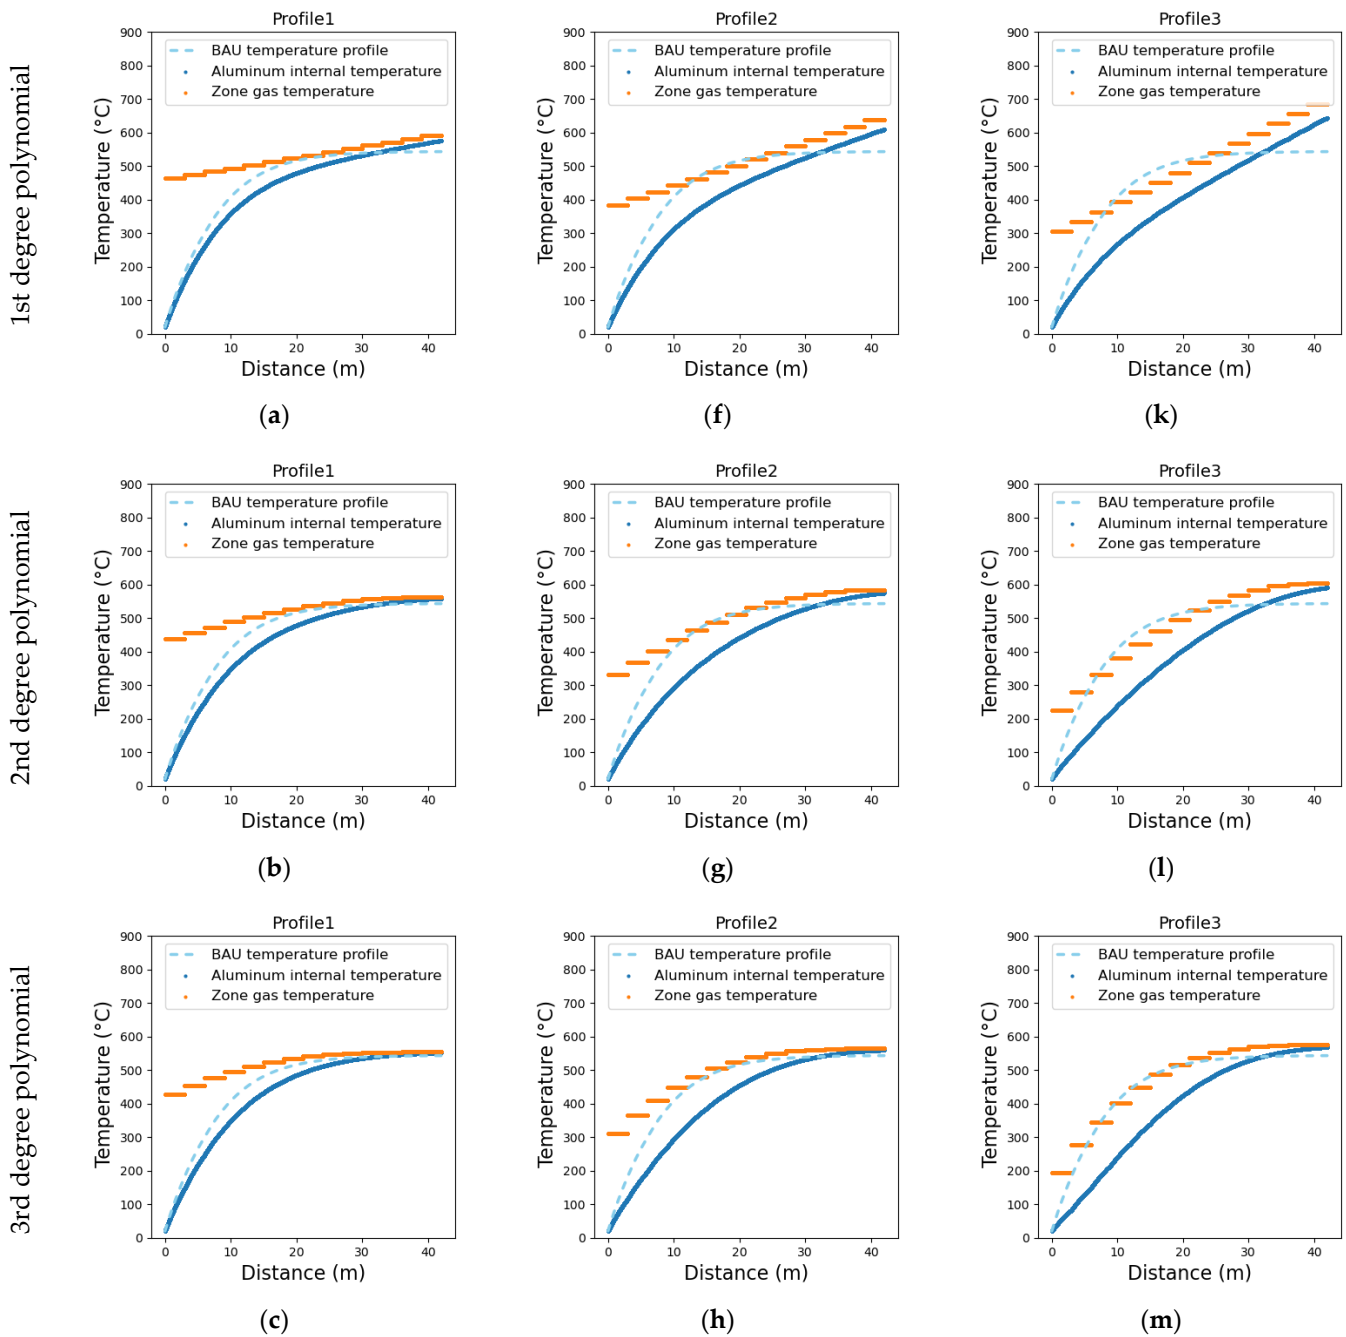 1st degree polynomial
Profile1
900
800
700
600
500
400
300
200
100
0
Temperature (°C)
BAU temperature profile
Aluminum internal temperature
Zone gas temperature
0 10 20 30 40
Distance (m)
(a)
Profile2
900
800
700
600
500
400
300
200
100
0
Temperature (°C)
BAU temperature profile
Aluminum internal temperature
Zone gas temperature
0 10 20 30 40
Distance (m)
(f)
Profile3
900
800
700
600
500
400
300
200
100
0
Temperature (°C)
BAU temperature profile
Aluminum internal temperature
Zone gas temperature
0 10 20 30 40
Distance (m)
(k)
2nd degree polynomial
Profile1
900
800
700
600
500
400
300
200
100
0
Temperature (°C)
BAU temperature profile
Aluminum internal temperature
Zone gas temperature
0 10 20 30 40
Distance (m)
(b)
Profile2
900
800
700
600
500
400
300
200
100
0
Temperature (°C)
BAU temperature profile
Aluminum internal temperature
Zone gas temperature
0 10 20 30 40
Distance (m)
(g)
Profile3
900
800
700
600
500
400
300
200
100
0
Temperature (°C)
BAU temperature profile
Aluminum internal temperature
Zone gas temperature
0 10 20 30 40
Distance (m)
(l)
3rd degree polynomial
Profile1
900
800
700
600
500
400
300
200
100
0
Temperature (°C)
BAU temperature profile
Aluminum internal temperature
Zone gas temperature
0 10 20 30 40
Distance (m)
(c)
Profile2
900
800
700
600
500
400
300
200
100
0
Temperature (°C)
BAU temperature profile
Aluminum internal temperature
Zone gas temperature
0 10 20 30 40
Distance (m)
(h)
Profile3
900
800
700
600
500
400
300
200
100
0
Temperature (°C)
BAU temperature profile
Aluminum internal temperature
Zone gas temperature
0 10 20 30 40
Distance (m)
(m)